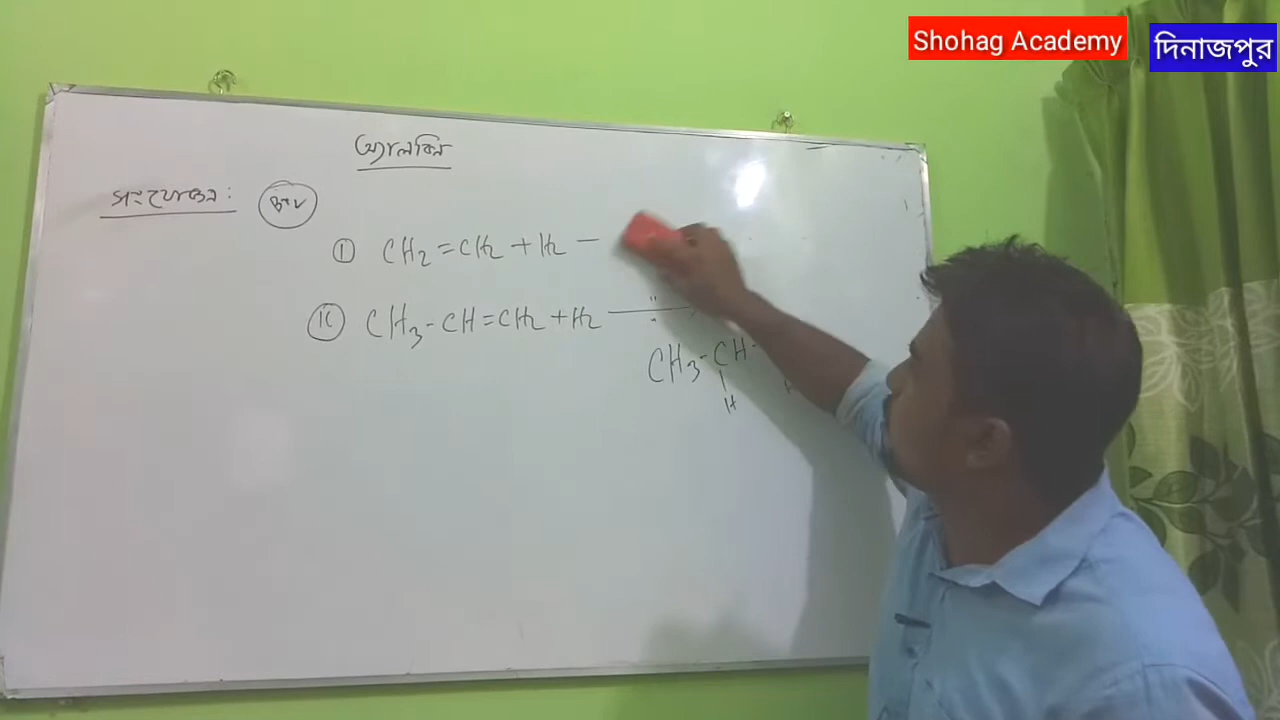 Shohag Academy
দিনাজপুর
অ্যালকিন
সংযোজন:
I CH2=CH2 + H2 —
II CH3-CH=CH2 + H2
CH3-CH-
H